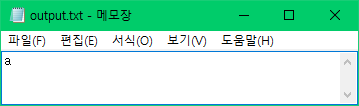 output.txt - 메모장
파일(F) 편집(E) 서식(O) 보기(V) 도움말(H)
a